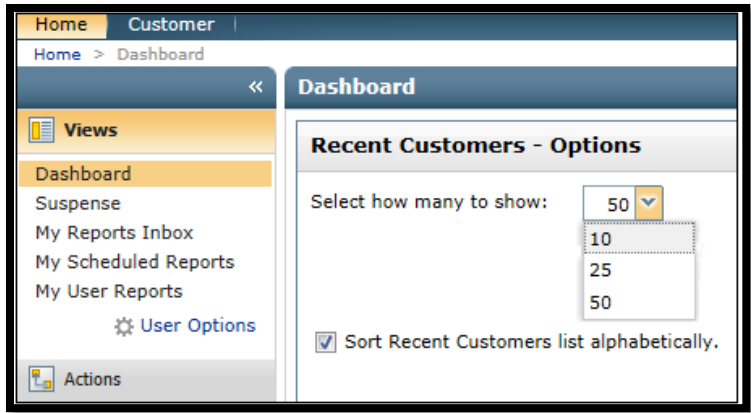 Home Customer
Home > Dashboard
«
Dashboard
Views
Recent Customers - Options
Dashboard
Suspense
My Reports Inbox
My Scheduled Reports
My User Reports
User Options
Actions
Select how many to show: 50
10
25
50
Sort Recent Customers list alphabetically.